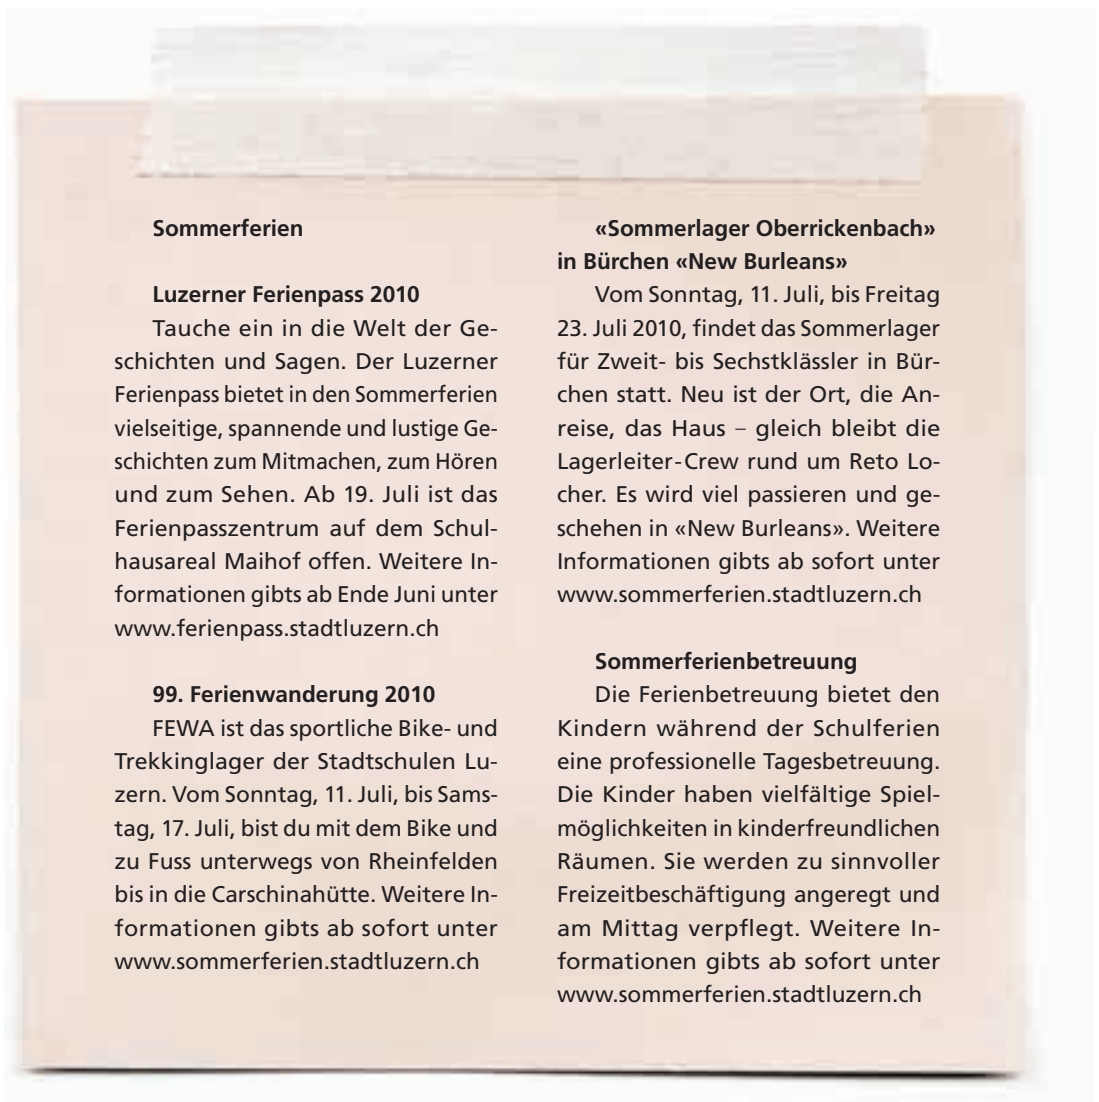 Sommerferien
Luzerner Ferienpass 2010
Tauche ein in die Welt der Ge-
schichten und Sagen. Der Luzerner
Ferienpass bietet in den Sommerferien
vielseitige, spannende und lustige Ge-
schichten zum Mitmachen, zum Hören
und zum Sehen. Ab 19. Juli ist das
Ferienpasszentrum auf dem Schul-
hausareal Maihof offen. Weitere In-
formationen gibts ab Ende Juni unter
www.ferienpass.stadtluzern.ch
99. Ferienwanderung 2010
FEWA ist das sportliche Bike- und
Trekkinglager der Stadtschulen Lu-
zern. Vom Sonntag, 11. Juli, bis Sams-
tag, 17. Juli, bist du mit dem Bike und
zu Fuss unterwegs von Rheinfelden
bis in die Carschinahütte. Weitere In-
formationen gibts ab sofort unter
www.sommerferien.stadtluzern.ch
«Sommerlager Oberrickenbach»
in Bürchen «New Burleans»
Vom Sonntag, 11. Juli, bis Freitag
23. Juli 2010, findet das Sommerlager
für Zweit- bis Sechstklässler in Bür-
chen statt. Neu ist der Ort, die An-
reise, das Haus – gleich bleibt die
Lagerleiter-Crew rund um Reto Lo-
cher. Es wird viel passieren und ge-
schehen in «New Burleans». Weitere
Informationen gibts ab sofort unter
www.sommerferien.stadtluzern.ch
Sommerferienbetreuung
Die Ferienbetreuung bietet den
Kindern während der Schulferien
eine professionelle Tagesbetreuung.
Die Kinder haben vielfältige Spiel-
möglichkeiten in kinderfreundlichen
Räumen. Sie werden zu sinnvoller
Freizeitbeschäftigung angeregt und
am Mittag verpflegt. Weitere In-
formationen gibts ab sofort unter
www.sommerferien.stadtluzern.ch